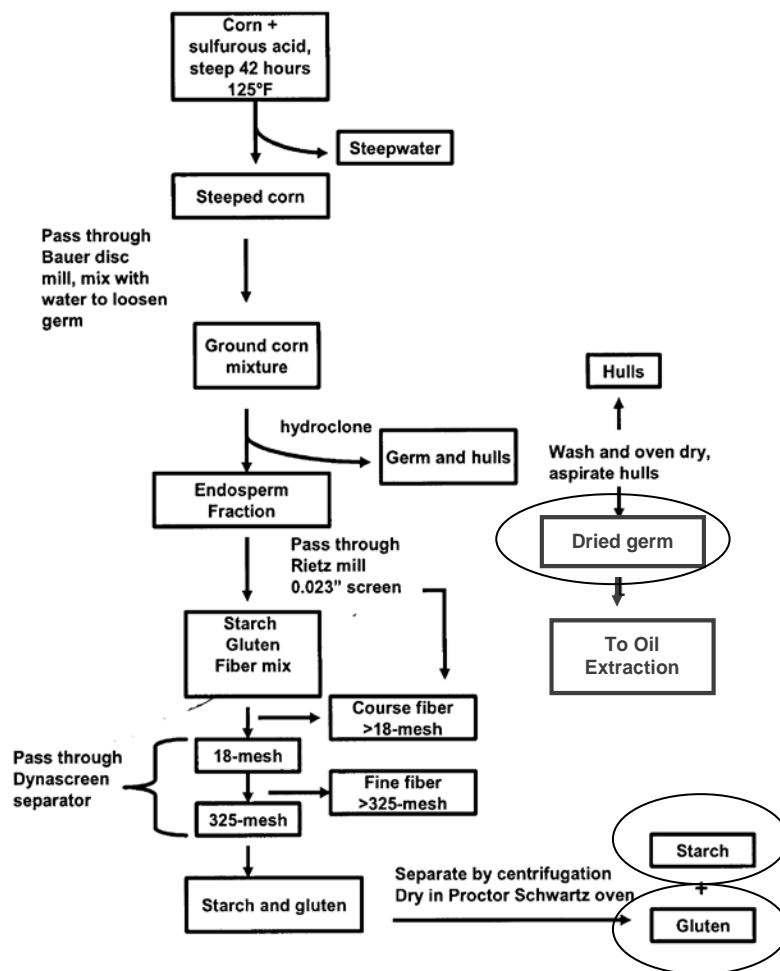 Corn +
sulfurous acid,
steep 42 hours
125°F
Steepwater
Steeped corn
Pass through
Bauer disc
mill, mix with
water to loosen
germ
Ground corn
mixture
Hulls
hydroclone
Germ and hulls
Wash and oven dry,
aspirate hulls
Endosperm
Fraction
Dried germ
Pass through
Rietz mill
0.023" screen
Starch
Gluten
Fiber mix
To Oil
Extraction
Course fiber
>18-mesh
Pass through
Dynascreen
separator
18-mesh
Fine fiber
>325-mesh
325-mesh
Starch and gluten
Separate by centrifugation
Dry in Proctor Schwartz oven
Starch
+
Gluten